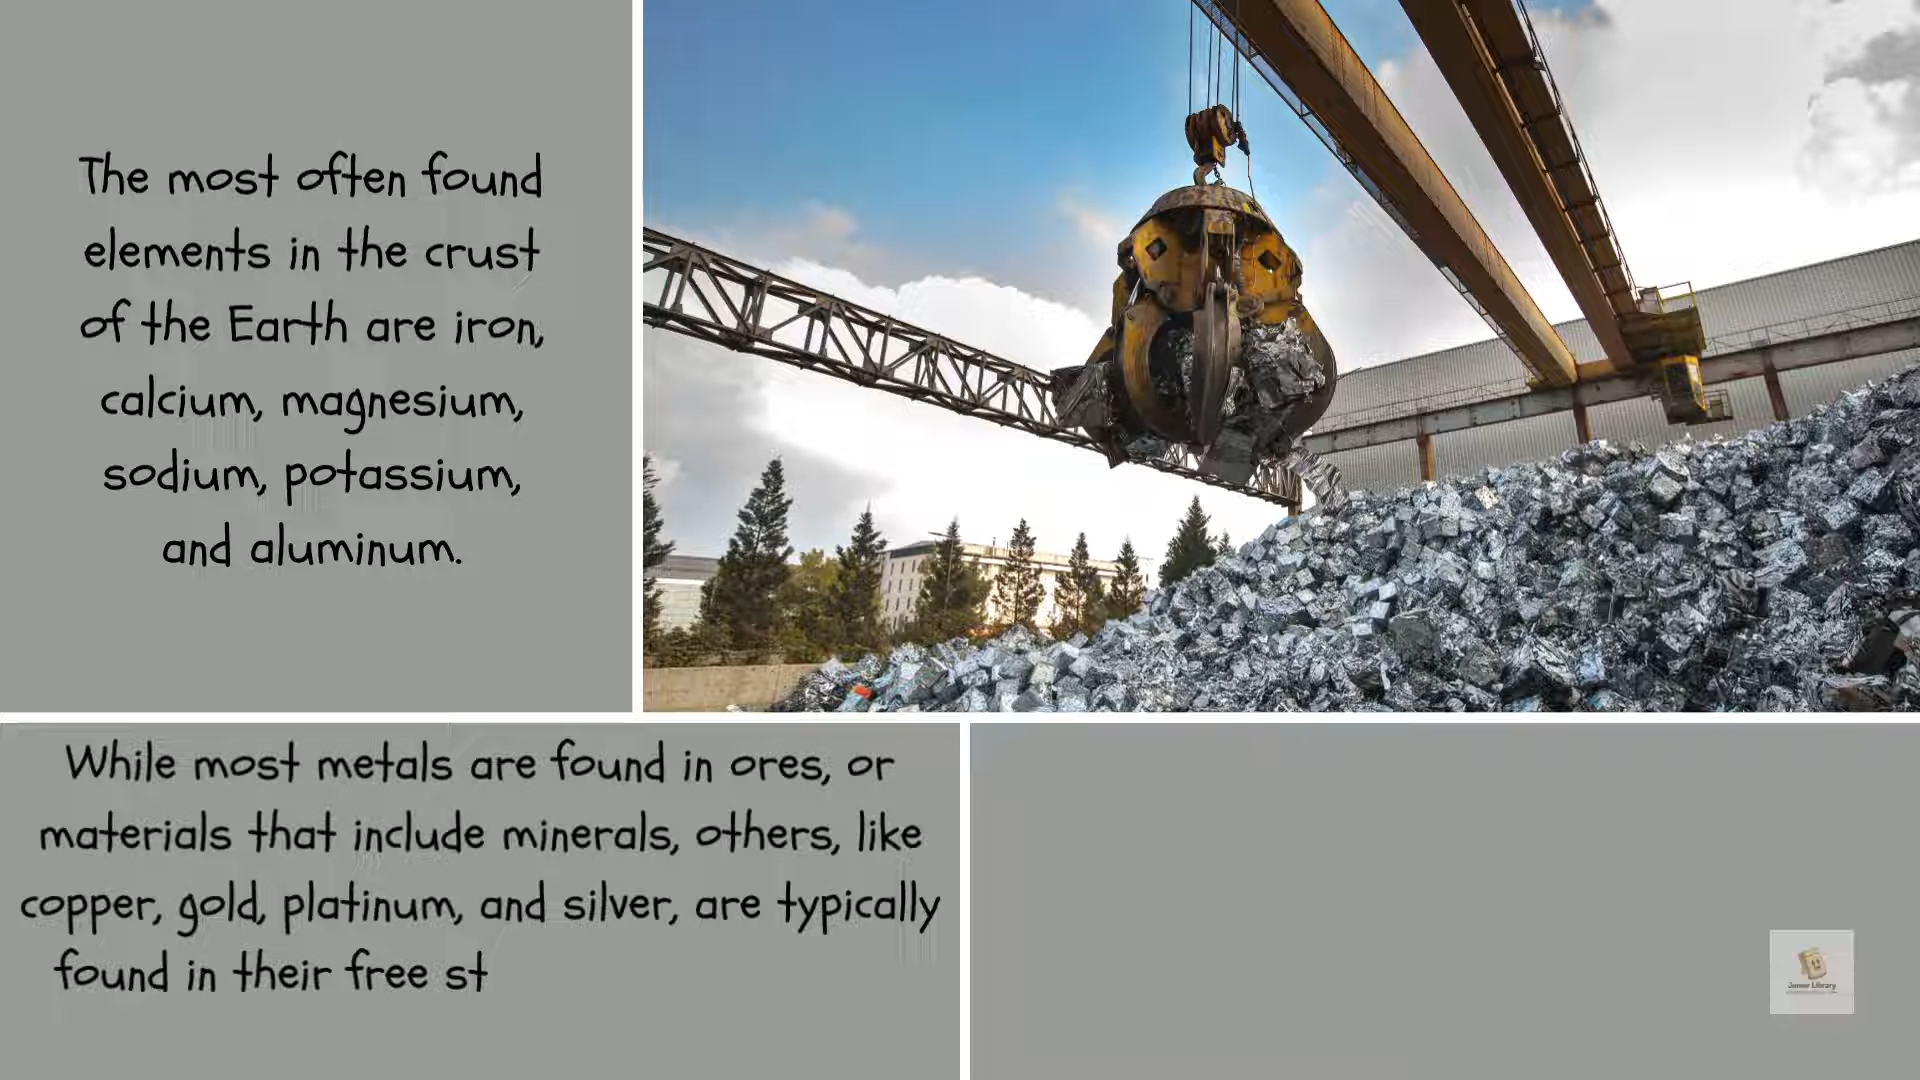 The most often found
elements in the crust
of the Earth are iron,
calcium, magnesium,
sodium, potassium,
and aluminum.
While most metals are found in ores, or
materials that include minerals, others, like
copper, gold, platinum, and silver, are typically
found in their free st
Junior Library